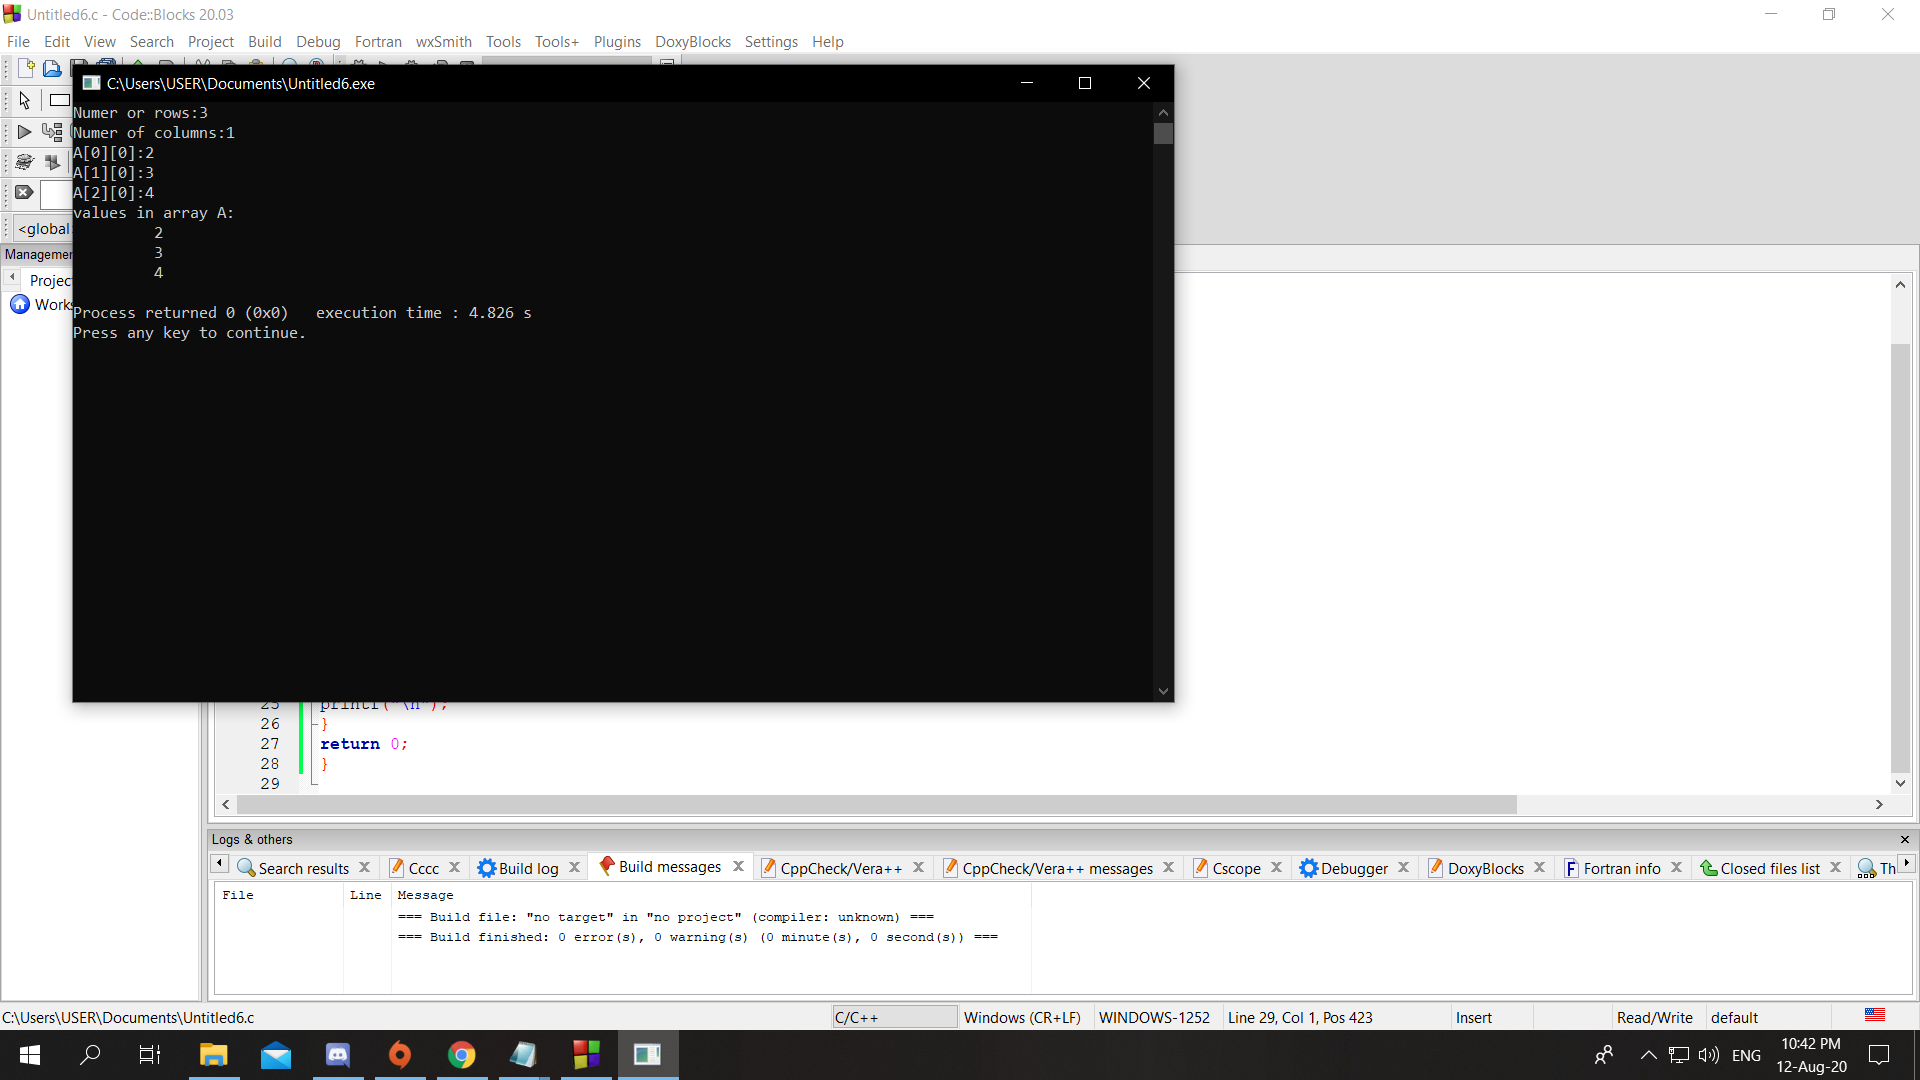 Untitled6.c - Code::Blocks 20.03
File Edit View Search Project Build Debug Fortran wxSmith Tools Tools+ Plugins DoxyBlocks Settings Help
C:\Users\USER\Documents\Untitled6.exe
Numer or rows:3
Numer of columns:1
A[0][0]:2
A[1][0]:3
A[2][0]:4
values in array A:
2
3
4
Process returned 0 (0x0)   execution time : 4.826 s
Press any key to continue.
<global
Managemen
Projec
Works
25 printf("\n");
26 }
27 return 0;
28 }
29
Logs & others
Search results Cccc Build log Build messages CppCheck/Vera++ CppCheck/Vera++ messages Cscope Debugger DoxyBlocks Fortran info Closed files list Th
File Line Message
=== Build file: "no target" in "no project" (compiler: unknown) ===
=== Build finished: 0 error(s), 0 warning(s) (0 minute(s), 0 second(s)) ===
C:\Users\USER\Documents\Untitled6.c C/C++ Windows (CR+LF) WINDOWS-1252 Line 29, Col 1, Pos 423 Insert Read/Write default
ENG
10:42 PM
12-Aug-20